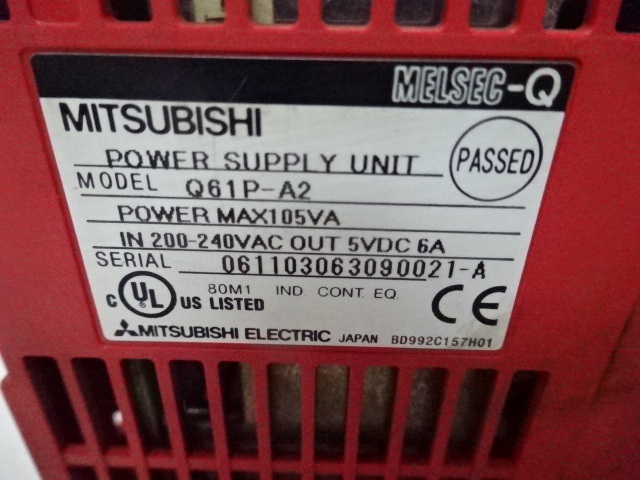 MELSEC-Q
MITSUBISHI
POWER SUPPLY UNIT
PASSED
MODEL Q61P-A2
POWER MAX105VA
IN 200-240VAC OUT 5VDC 6A
SERIAL 061103063090021-A
C UL US LISTED 80M1 IND. CONT. EQ. CE
MITSUBISHI ELECTRIC JAPAN BD992C157H01